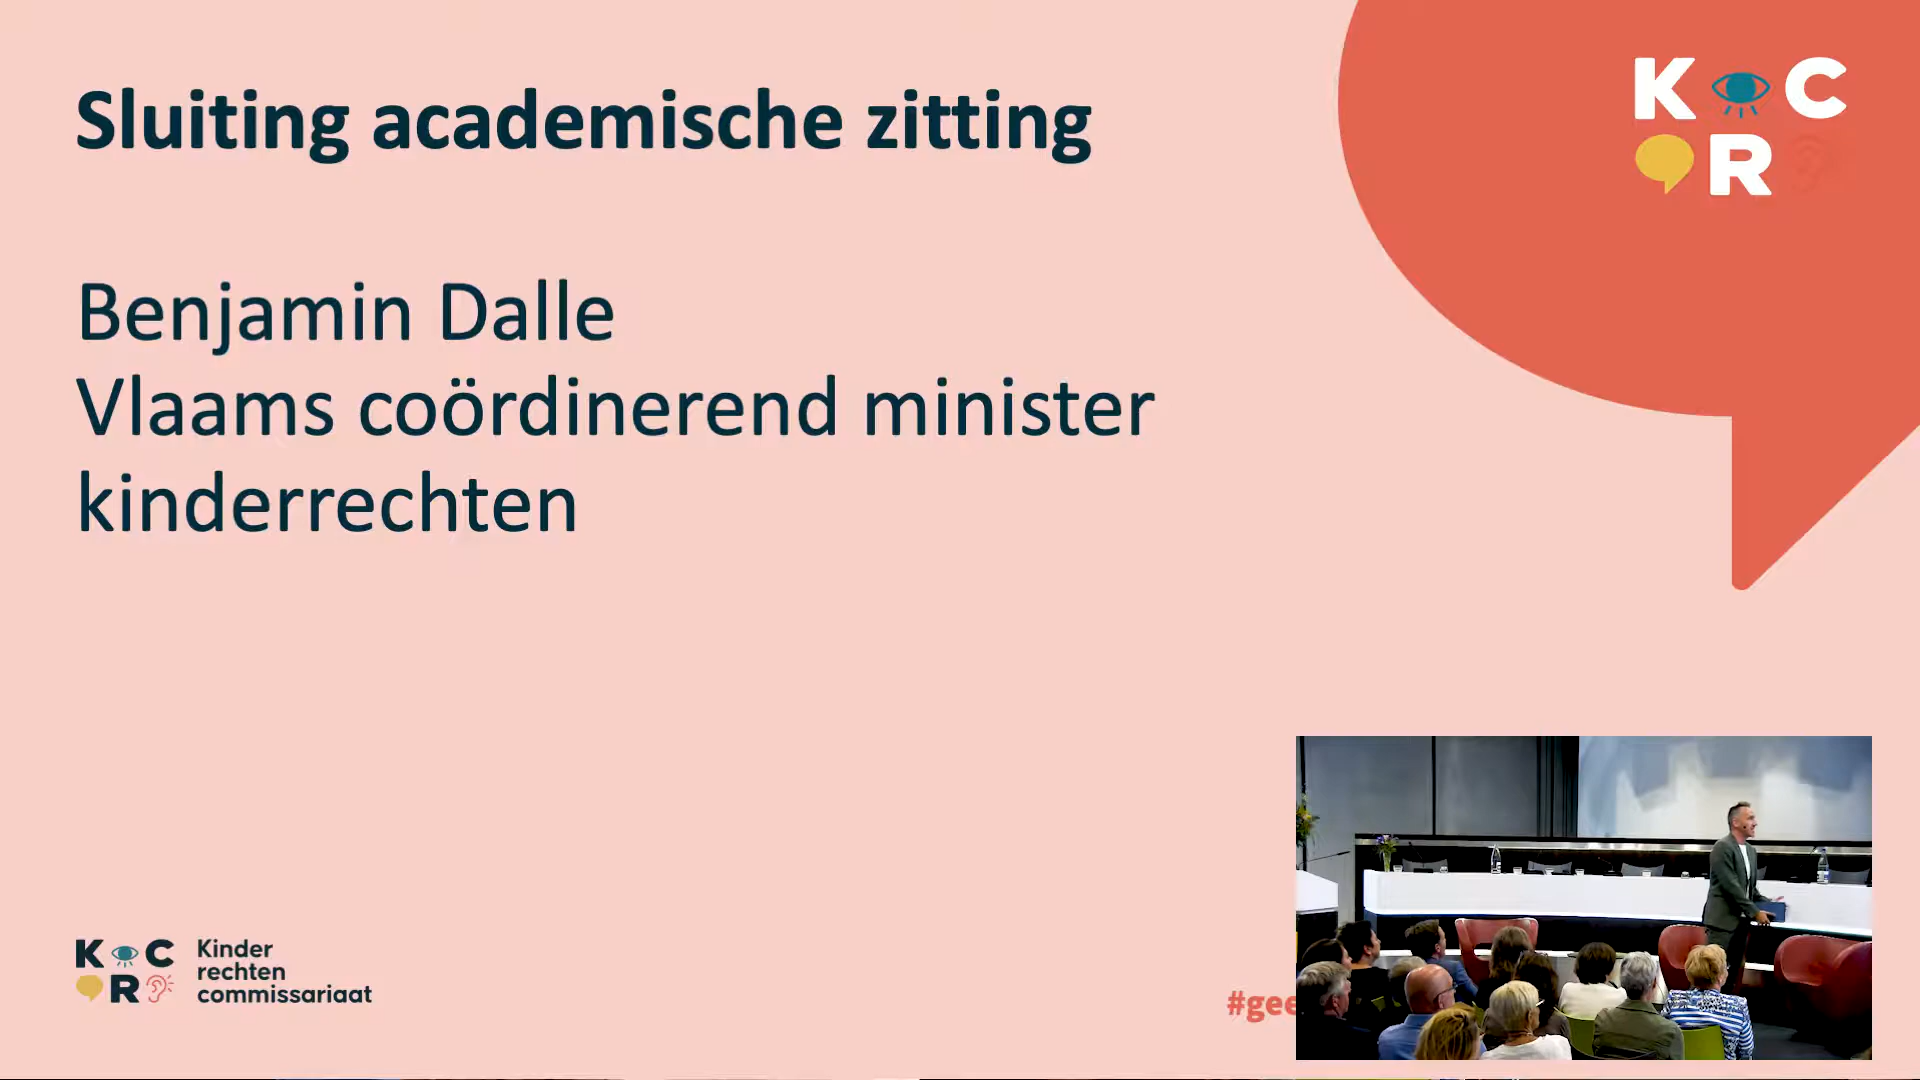 Sluiting academische zitting
K C
R
Benjamin Dalle
Vlaams coördinerend minister
kinderrechten
K C
R
Kinder
rechten
commissariaat